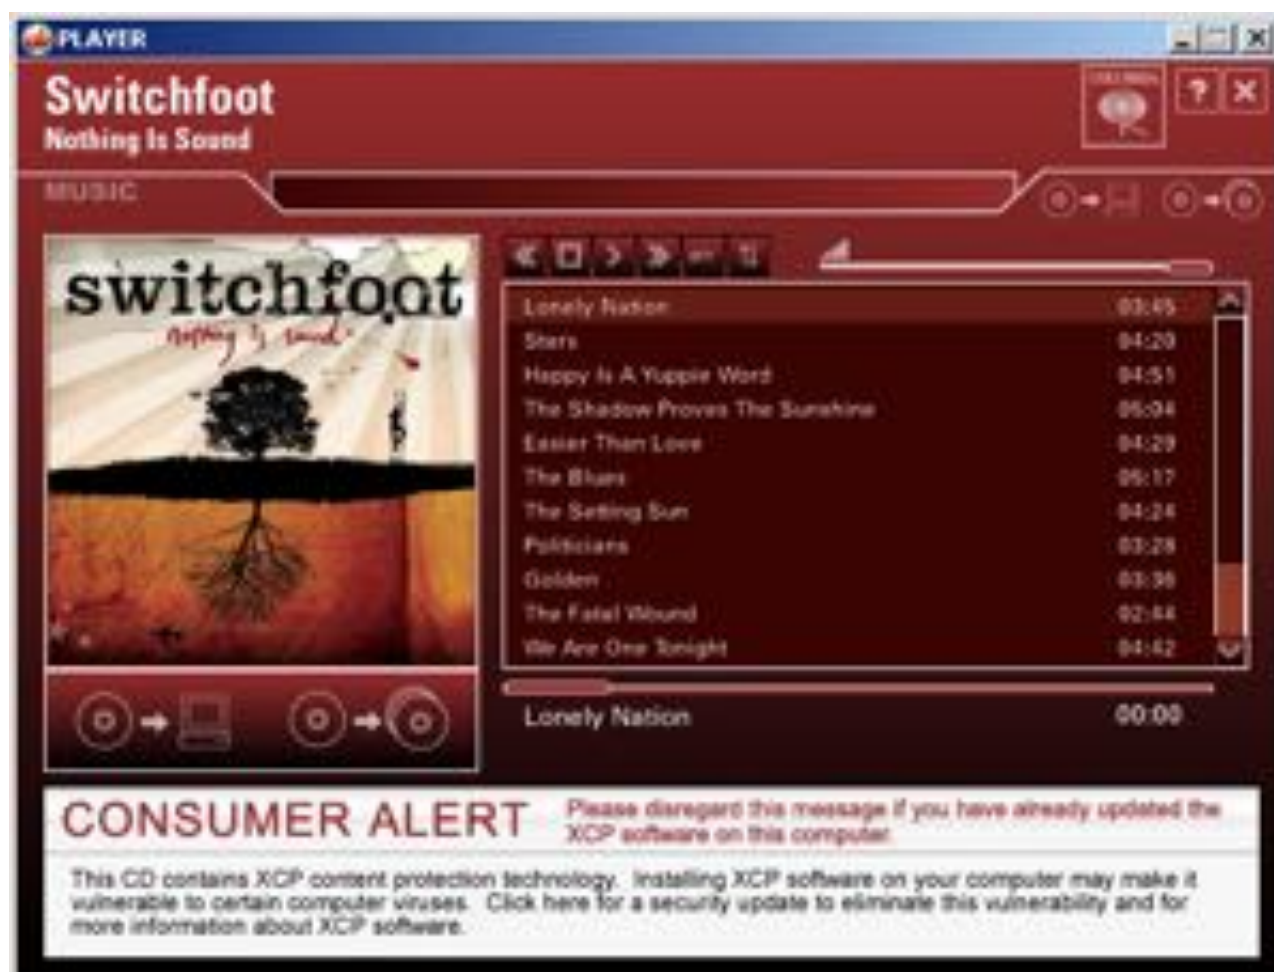 PLAYER
Switchfoot
Nothing Is Sound
?
MUSIC
switchfoot
nothing is sound
Lonely Nation 03:45
Stars 04:20
Happy Is A Yuppie Word 04:51
The Shadow Proves The Sunshine 05:04
Easier Than Love 04:29
The Blues 05:17
The Setting Sun 04:24
Politicians 03:28
Golden 03:36
The Fatal Wound 02:44
We Are One Tonight 04:42
Lonely Nation 00:00
CONSUMER ALERT
Please disregard this message if you have already updated the
XCP software on this computer.
This CD contains XCP content protection technology. Installing XCP software on your computer may make it
vulnerable to certain computer viruses. Click here for a security update to eliminate this vulnerability and for
more information about XCP software.